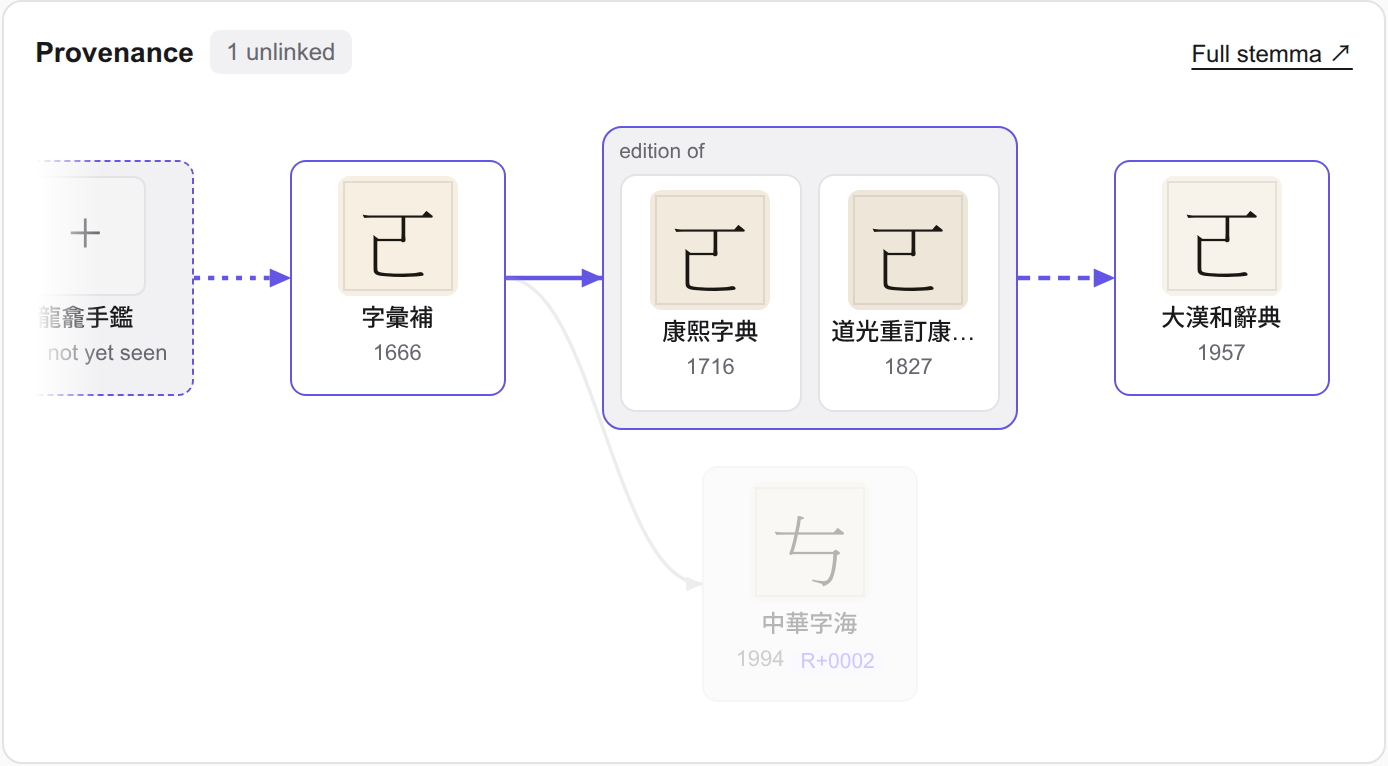 Provenance
1 unlinked
Full stemma ↗
龍龕手鑑
not yet seen
字彙補
1666
edition of
康熙字典
1716
道光重訂康…
1827
大漢和辭典
1957
中華字海
1994 R+0002